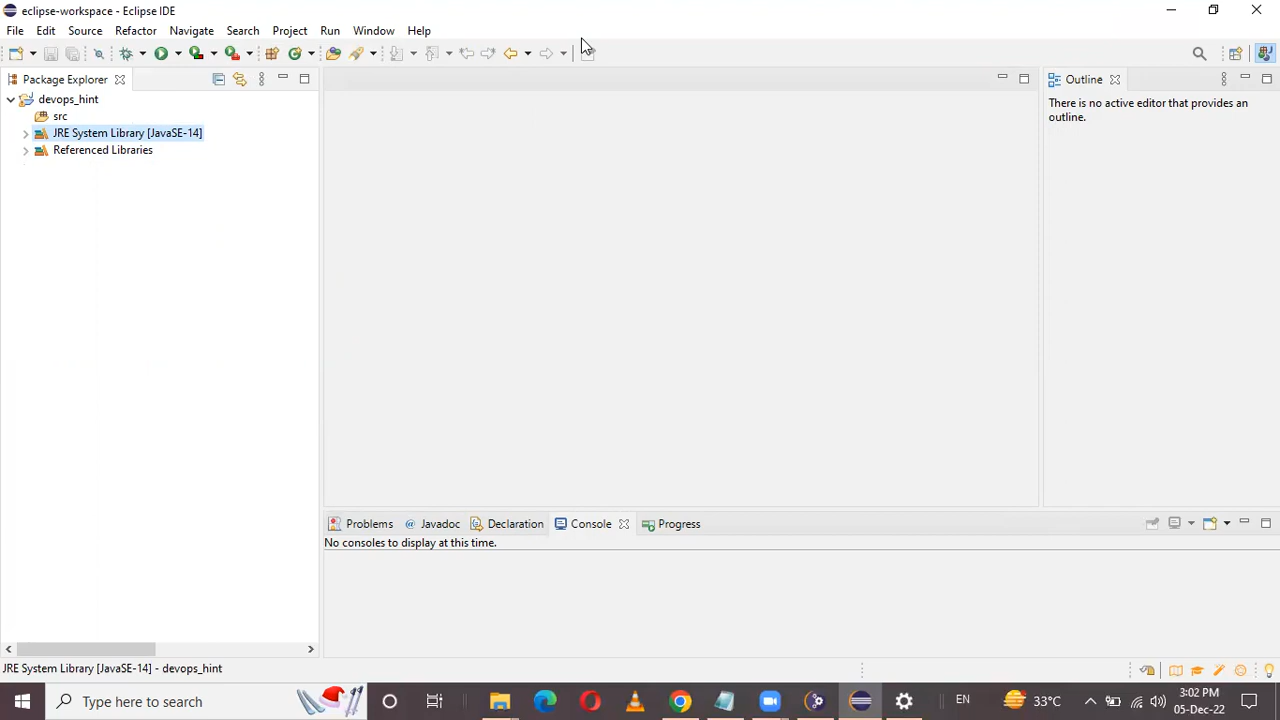 eclipse-workspace - Eclipse IDE
File Edit Source Refactor Navigate Search Project Run Window Help
Package Explorer
devops_hint
src
JRE System Library [JavaSE-14]
Referenced Libraries
Outline
There is no active editor that provides an
outline.
Problems Javadoc Declaration Console Progress
No consoles to display at this time.
JRE System Library [JavaSE-14] - devops_hint
Type here to search
33°C
EN
3:02 PM
05-Dec-22